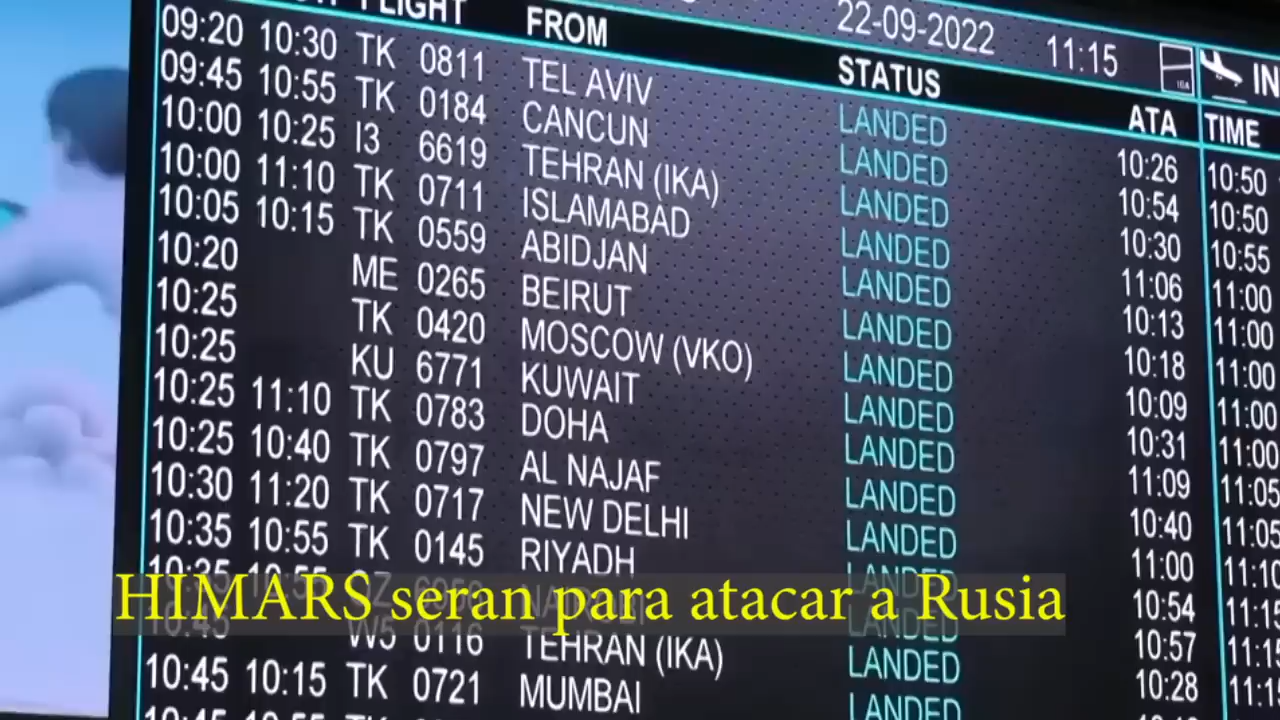 FLIGHT FROM 22-09-2022 11:15
STATUS ATA TIME
09:20 10:30 TK 0811 TEL AVIV LANDED 10:26 10:50
09:45 10:55 TK 0184 CANCUN LANDED 10:54 10:50
10:00 10:25 I3 6619 TEHRAN (IKA) LANDED 10:30 10:55
10:00 11:10 TK 0711 ISLAMABAD LANDED 11:06 11:00
10:05 10:15 TK 0559 ABIDJAN LANDED 10:13 11:00
10:20 ME 0265 BEIRUT LANDED 10:18 11:00
10:25 TK 0420 MOSCOW (VKO) LANDED 10:09 11:00
10:25 KU 6771 KUWAIT LANDED 10:31 11:00
10:25 11:10 TK 0783 DOHA LANDED 11:09 11:05
10:25 10:40 TK 0797 AL NAJAF LANDED 10:40 11:05
10:30 11:20 TK 0717 NEW DELHI LANDED 11:00 11:10
10:35 10:55 TK 0145 RIYADH LANDED 10:54 11:15
10:35 10:55 LANDED 10:57
HIMARS seran para atacar a Rusia
10:45 W5 0116 TEHRAN (IKA) LANDED 10:28
10:45 10:15 TK 0721 MUMBAI LANDED